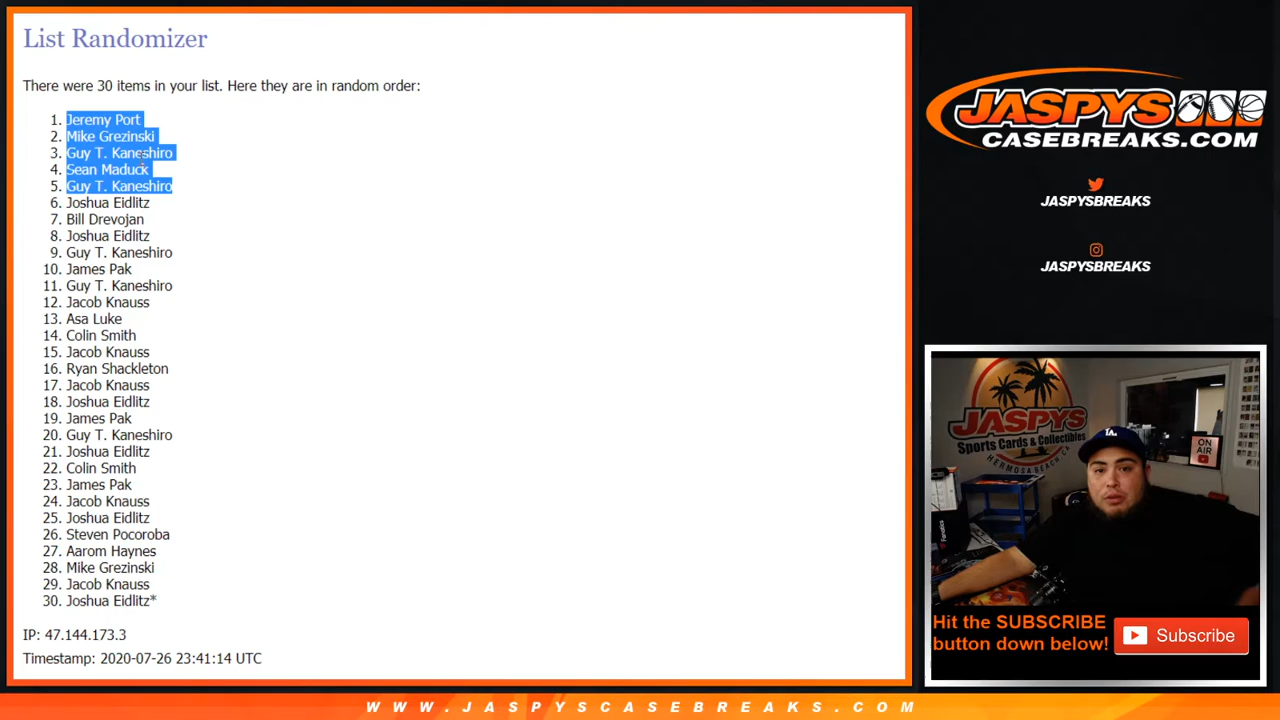 List Randomizer
There were 30 items in your list. Here they are in random order:
1. Jeremy Port
2. Mike Grezinski
3. Guy T. Kaneshiro
4. Sean Maduck
5. Guy T. Kaneshiro
6. Joshua Eidlitz
7. Bill Drevojan
8. Joshua Eidlitz
9. Guy T. Kaneshiro
10. James Pak
11. Guy T. Kaneshiro
12. Jacob Knauss
13. Asa Luke
14. Colin Smith
15. Jacob Knauss
16. Ryan Shackleton
17. Jacob Knauss
18. Joshua Eidlitz
19. James Pak
20. Guy T. Kaneshiro
21. Joshua Eidlitz
22. Colin Smith
23. James Pak
24. Jacob Knauss
25. Joshua Eidlitz
26. Steven Pocoroba
27. Aarom Haynes
28. Mike Grezinski
29. Jacob Knauss
30. Joshua Eidlitz*
IP: 47.144.173.3
Timestamp: 2020-07-26 23:41:14 UTC
JASPYS
CASEBREAKS.COM
JASPYSBREAKS
JASPYSBREAKS
JASPYS
Sports Cards & Collectibles
HERMOSA BEACH, CA
ON
AIR
LA
Fanatics
Hit the SUBSCRIBE
button down below!
Subscribe
WWW.JASPYSCASEBREAKS.COM